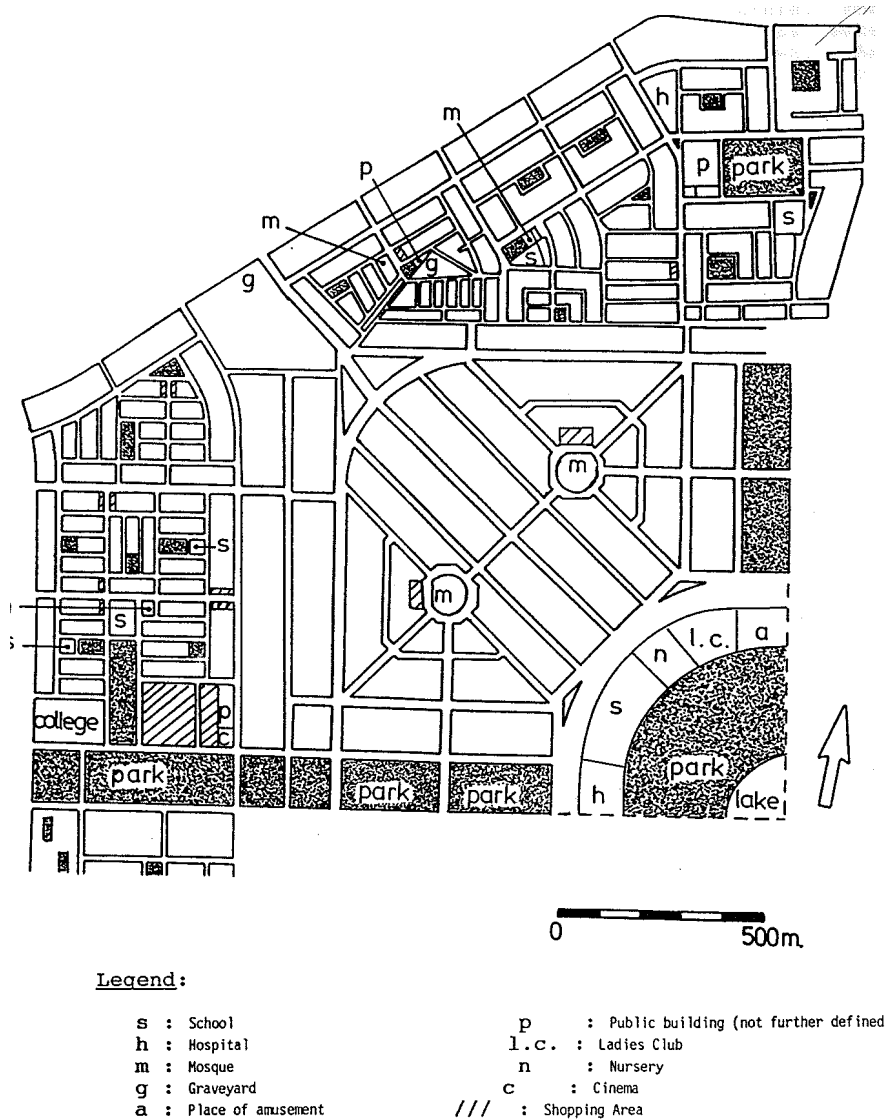 h
m
p
park
p
m
s
g
s
g
m
s
m
s
n
l.c.
a
s
college
p
c
park
park
park
park
h
lake
0 500m.
Legend:
s : School p : Public building (not further defined
h : Hospital l.c. : Ladies Club
m : Mosque n : Nursery
g : Graveyard c : Cinema
a : Place of amusement /// : Shopping Area